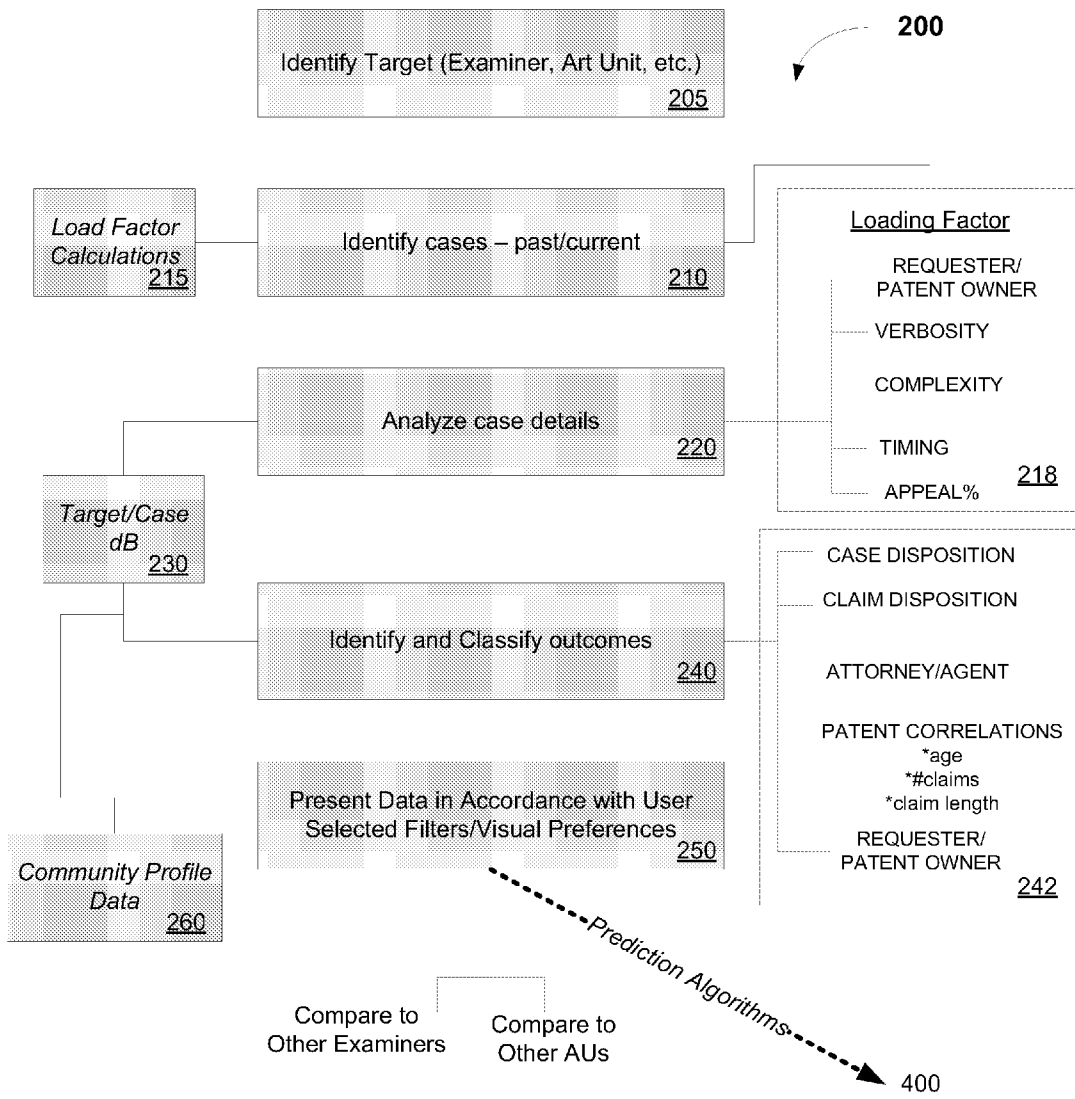 200
Identify Target (Examiner, Art Unit, etc.)
205
Load Factor
Calculations
215
Identify cases – past/current
210
Loading Factor
REQUESTER/
PATENT OWNER
VERBOSITY
COMPLEXITY
TIMING
APPEAL%
218
Analyze case details
220
Target/Case
dB
230
Identify and Classify outcomes
240
CASE DISPOSITION
CLAIM DISPOSITION
ATTORNEY/AGENT
PATENT CORRELATIONS
*age
*#claims
*claim length
REQUESTER/
PATENT OWNER
242
Present Data in Accordance with User
Selected Filters/Visual Preferences
250
Community Profile
Data
260
Prediction Algorithms
Compare to
Other Examiners
Compare to
Other AUs
400